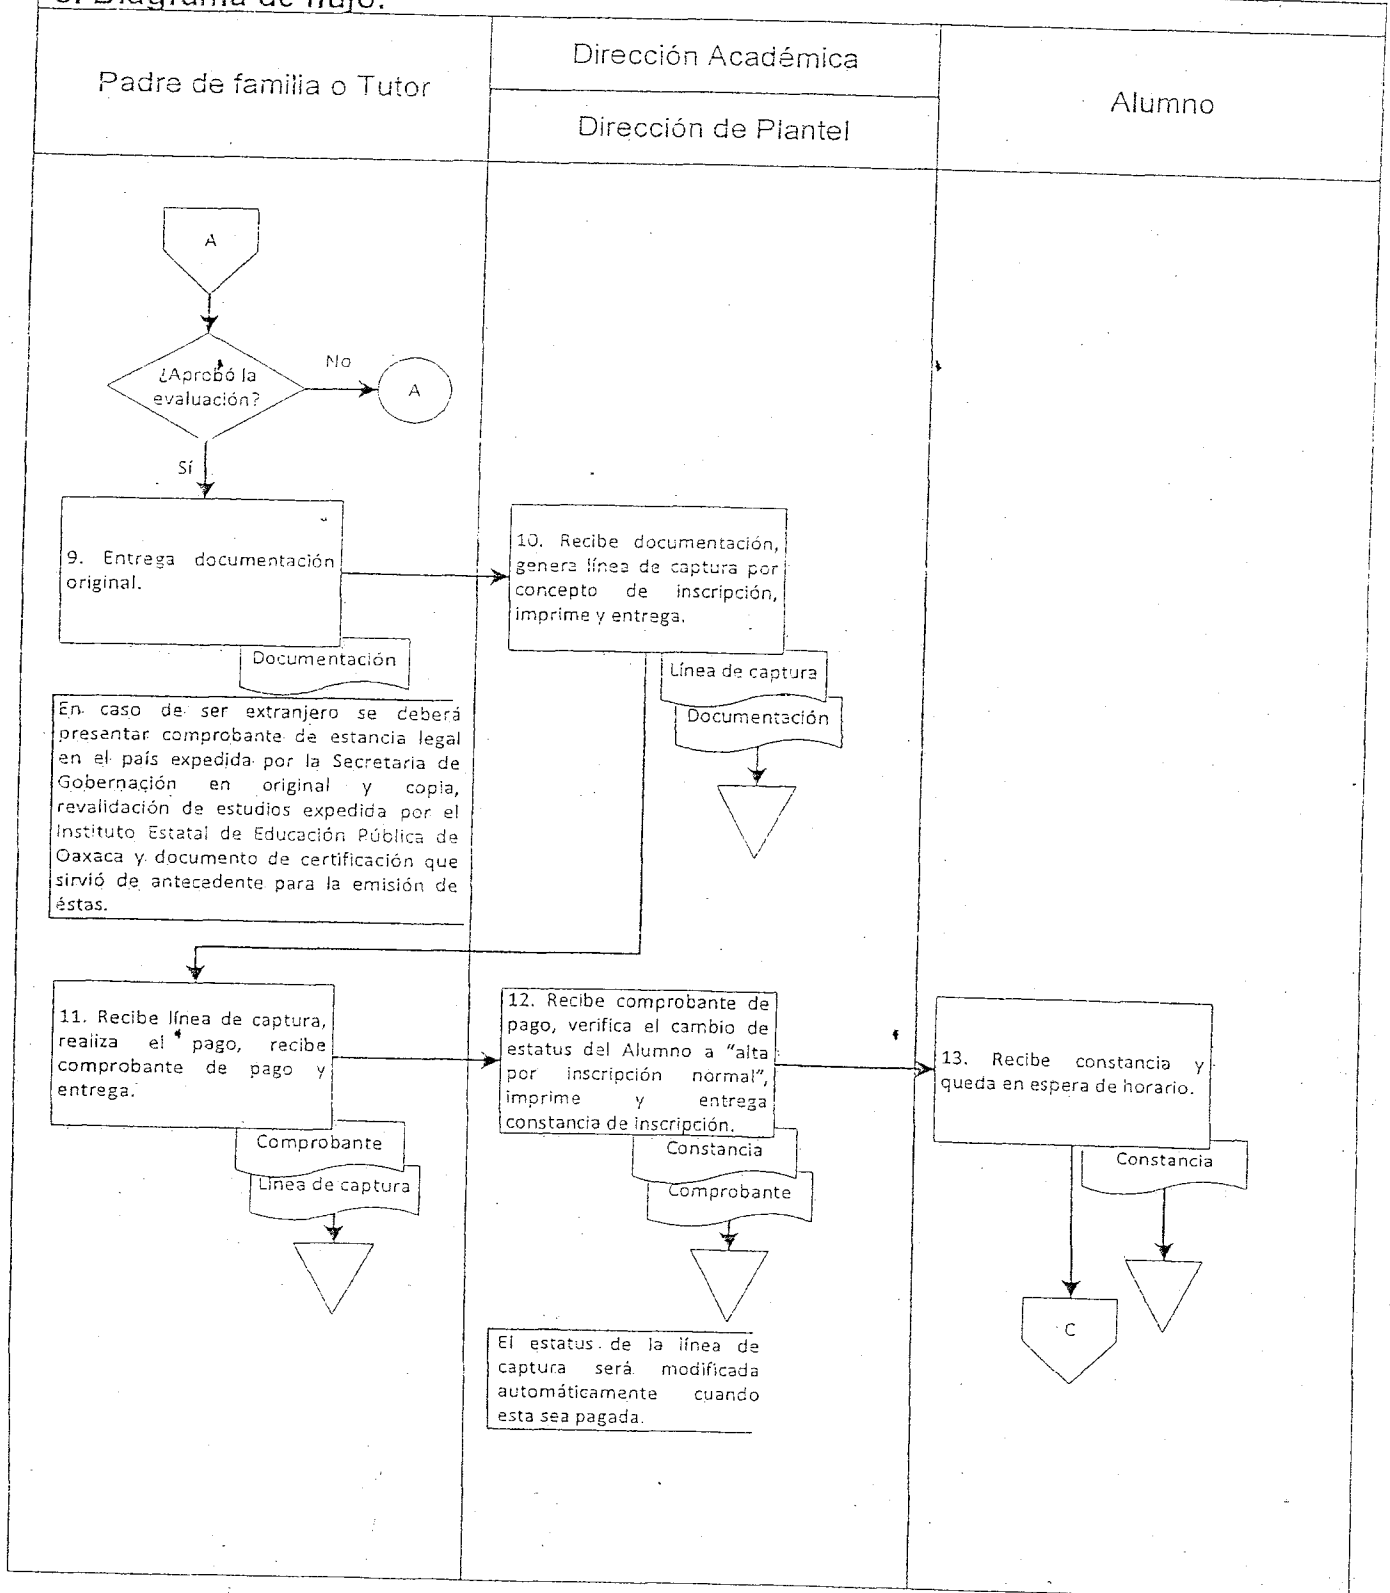 Diagrama de flujo.
Padre de familia o Tutor
Dirección Académica
Dirección de Plantel
Alumno
A
¿Aprobó la
evaluación?
No
A
Sí
9. Entrega documentación
original.
Documentación
10. Recibe documentación,
genera línea de captura por
concepto de inscripción,
imprime y entrega.
Línea de captura
Documentación
En caso de ser extranjero se deberá
presentar comprobante de estancia legal
en el país expedida por la Secretaria de
Gobernación en original y copia,
revalidación de estudios expedida por el
Instituto Estatal de Educación Pública de
Oaxaca y documento de certificación que
sirvió de antecedente para la emisión de
éstas.
11. Recibe línea de captura,
realiza el pago, recibe
comprobante de pago y
entrega.
Comprobante
Línea de captura
12. Recibe comprobante de
pago, verifica el cambio de
estatus del Alumno a "alta
por inscripción normal",
imprime y entrega
constancia de inscripción.
Constancia
Comprobante
El estatus de la línea de
captura será modificada
automáticamente cuando
esta sea pagada.
13. Recibe constancia y
queda en espera de horario.
Constancia
C